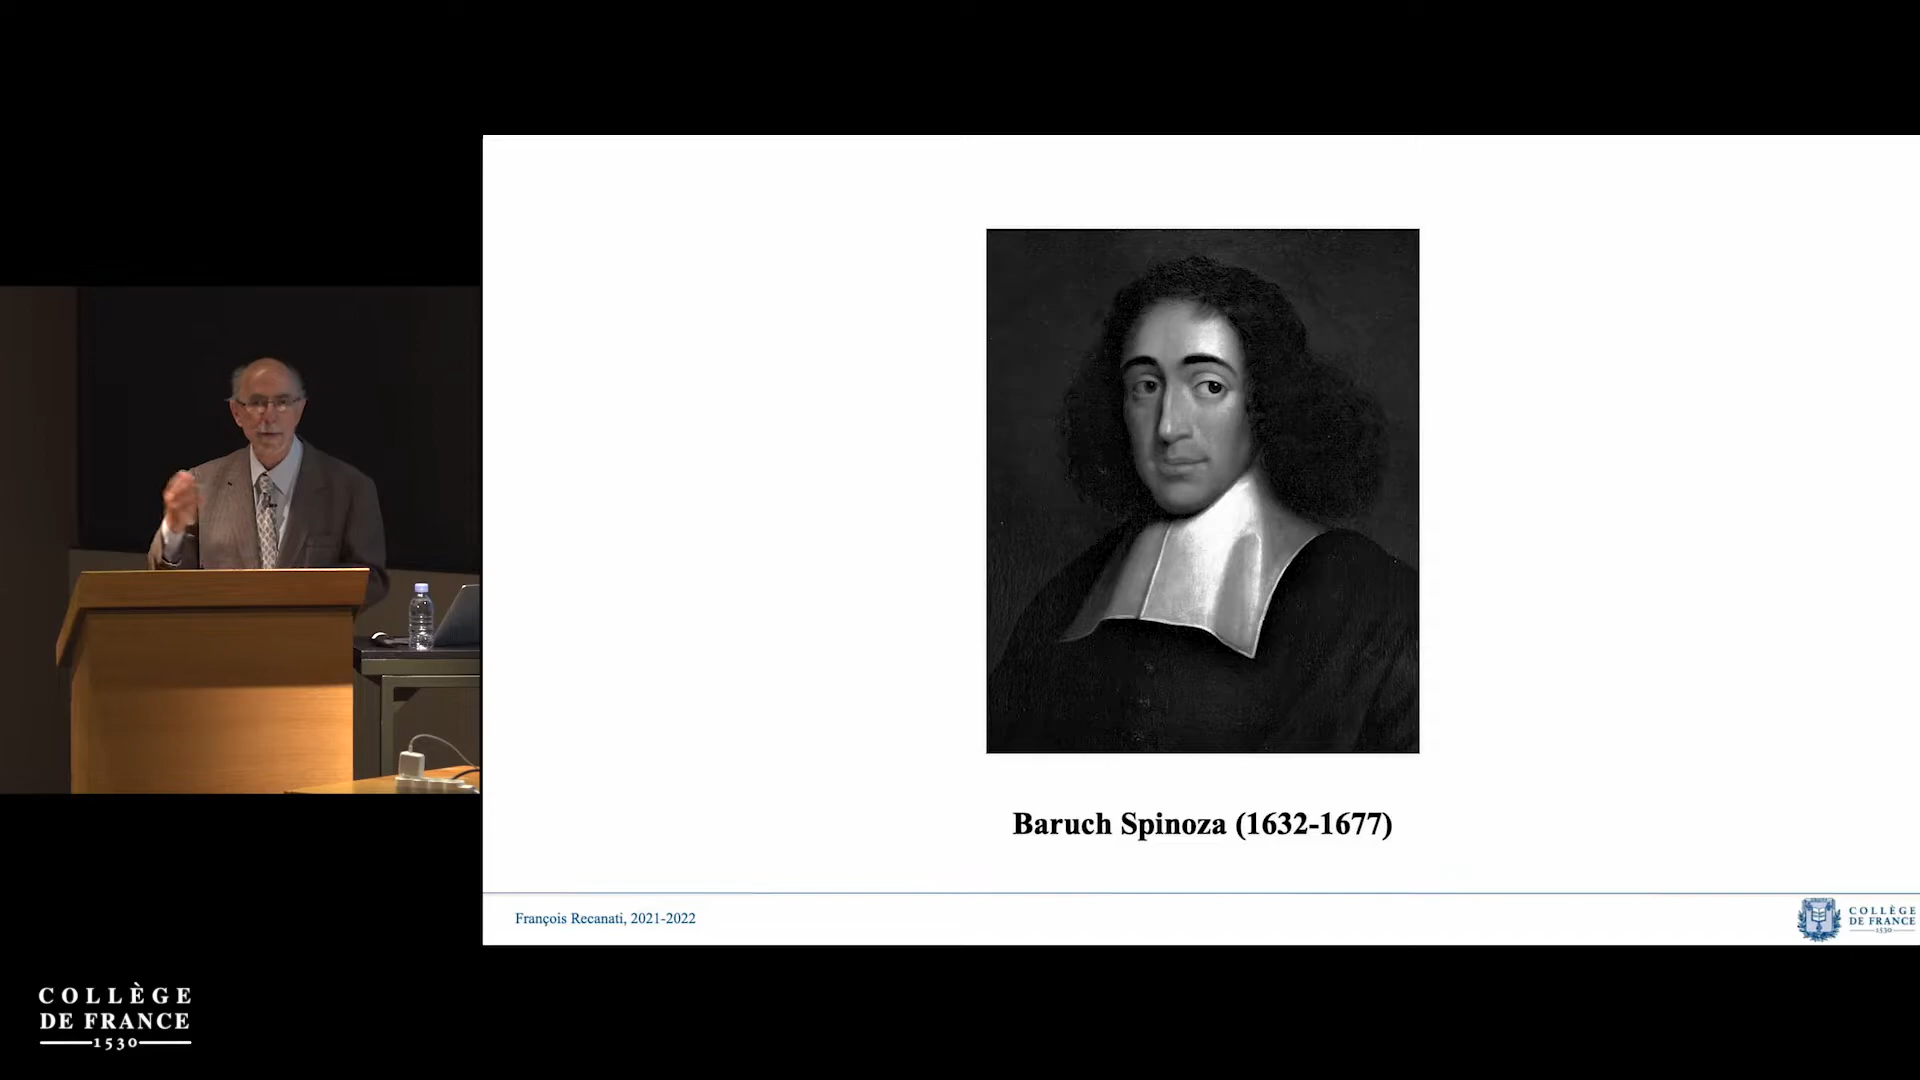 Baruch Spinoza (1632-1677)
François Recanati, 2021-2022
COLLÈGE
DE FRANCE
1530
COLLÈGE
DE FRANCE
1530